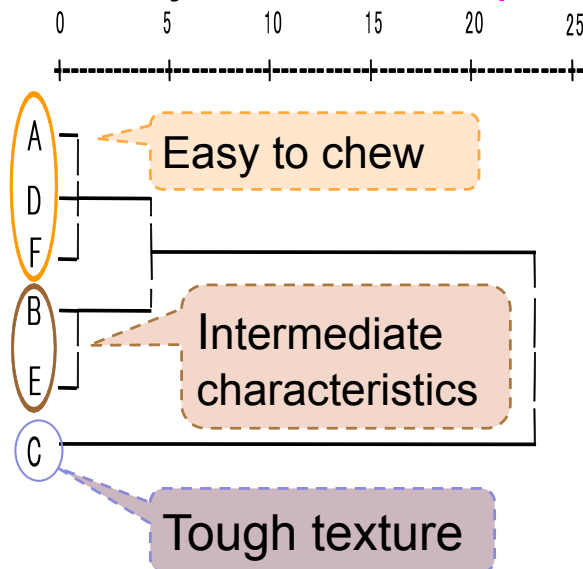 0 5 10 15 20 25
A
Easy to chew
D
F
B
Intermediate
characteristics
E
C
Tough texture